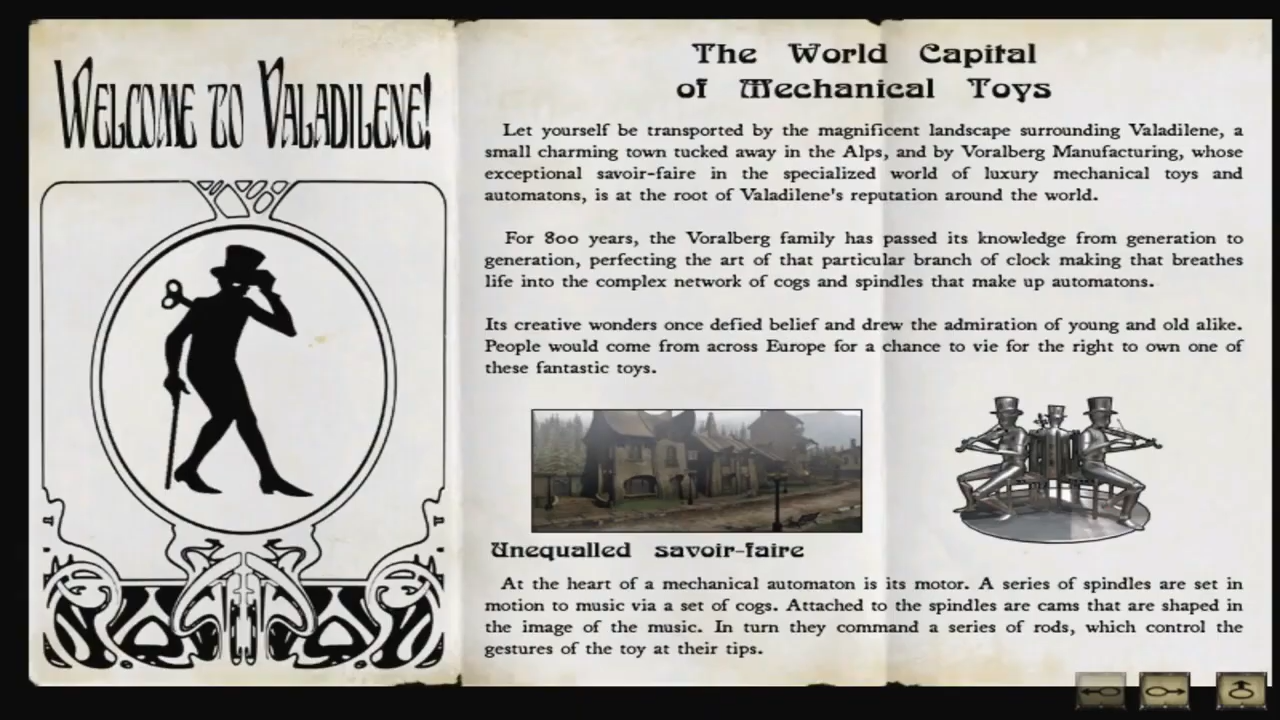 WELCOME TO VALADILENE!
The World Capital
of Mechanical Toys
Let yourself be transported by the magnificent landscape surrounding Valadilene, a
small charming town tucked away in the Alps, and by Voralberg Manufacturing, whose
exceptional savoir-faire in the specialized world of luxury mechanical toys and
automatons, is at the root of Valadilene's reputation around the world.
For 800 years, the Voralberg family has passed its knowledge from generation to
generation, perfecting the art of that particular branch of clock making that breathes
life into the complex network of cogs and spindles that make up automatons.
Its creative wonders once defied belief and drew the admiration of young and old alike.
People would come from across Europe for a chance to vie for the right to own one of
these fantastic toys.
Unequalled savoir-faire
At the heart of a mechanical automaton is its motor. A series of spindles are set in
motion to music via a set of cogs. Attached to the spindles are cams that are shaped in
the image of the music. In turn they command a series of rods, which control the
gestures of the toy at their tips.